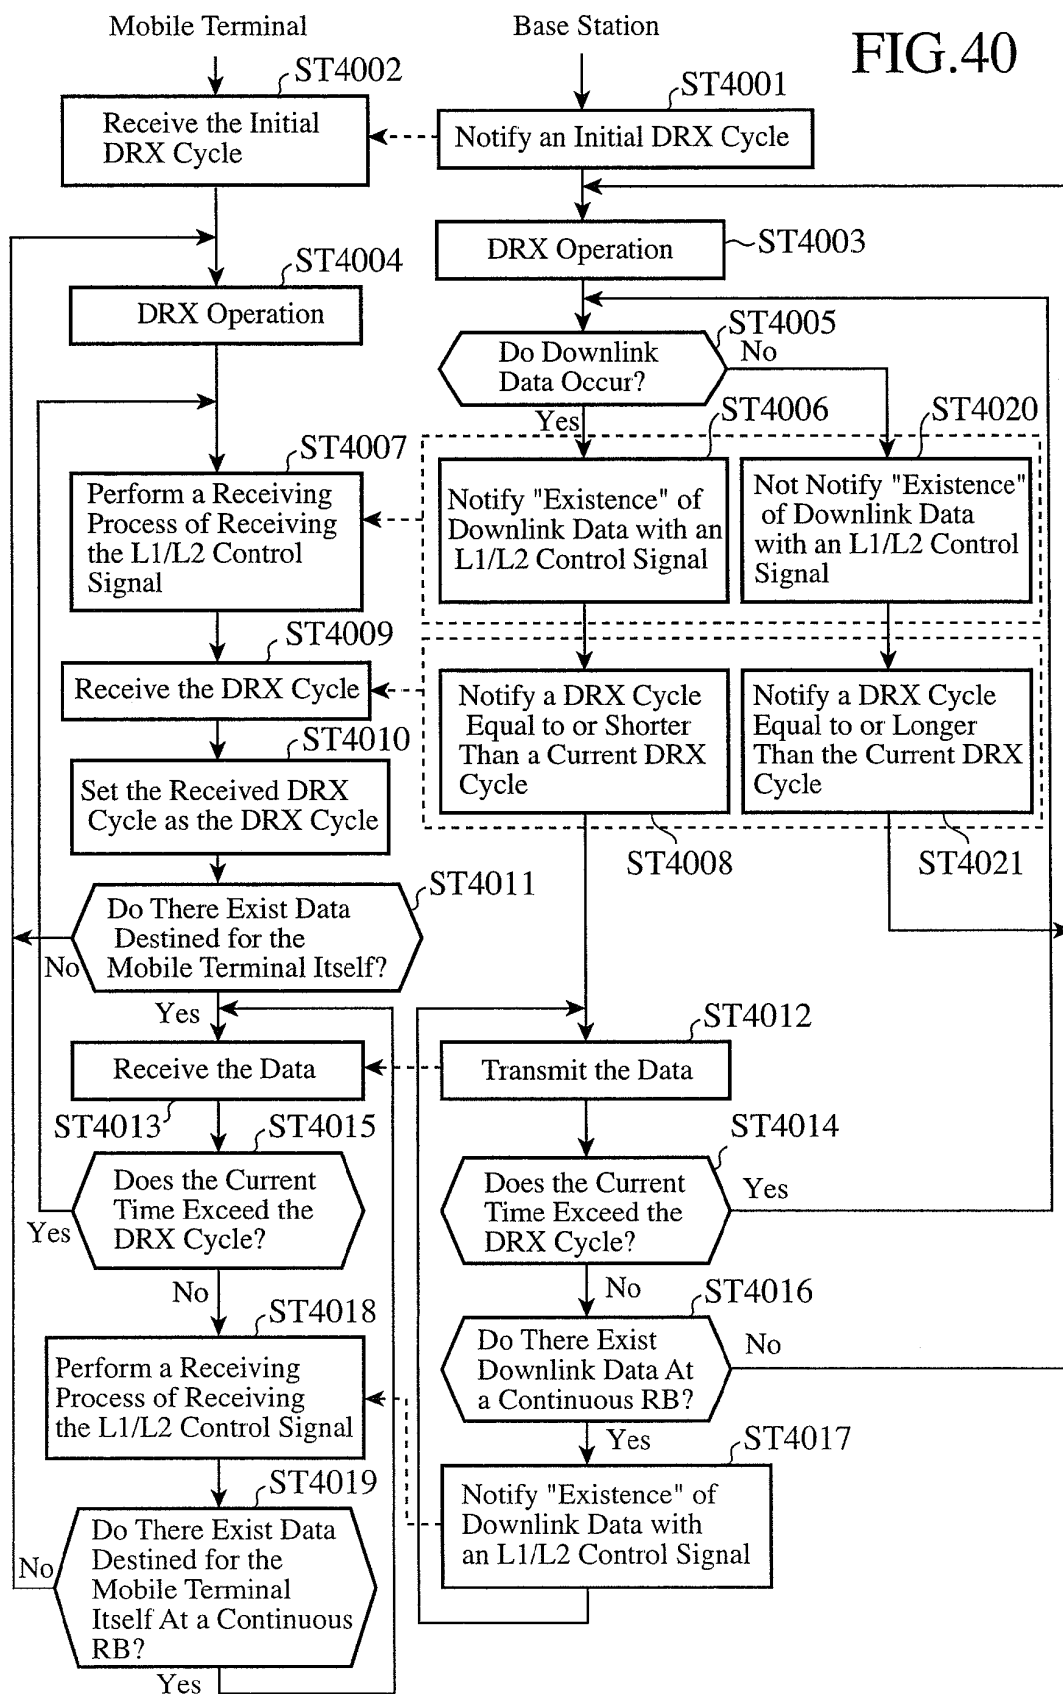 Mobile Terminal
Base Station
FIG.40
ST4002
Receive the Initial
DRX Cycle
ST4001
Notify an Initial DRX Cycle
DRX Operation
ST4003
ST4004
DRX Operation
ST4005
Do Downlink
Data Occur?
No
Yes
ST4006
ST4020
ST4007
Perform a Receiving
Process of Receiving
the L1/L2 Control
Signal
Notify "Existence" of
Downlink Data with an
L1/L2 Control Signal
Not Notify "Existence"
of Downlink Data
with an L1/L2 Control
Signal
ST4009
Receive the DRX Cycle
Notify a DRX Cycle
Equal to or Shorter
Than a Current DRX
Cycle
Notify a DRX Cycle
Equal to or Longer
Than the Current DRX
Cycle
ST4010
Set the Received DRX
Cycle as the DRX Cycle
ST4008
ST4021
ST4011
Do There Exist Data
Destined for the
Mobile Terminal Itself?
No
Yes
ST4012
Receive the Data
Transmit the Data
ST4013
ST4015
ST4014
Does the Current
Time Exceed the
DRX Cycle?
Yes
No
Does the Current
Time Exceed the
DRX Cycle?
Yes
No
ST4016
Do There Exist
Downlink Data At
a Continuous RB?
No
Yes
ST4018
Perform a Receiving
Process of Receiving
the L1/L2 Control Signal
ST4017
Notify "Existence" of
Downlink Data with
an L1/L2 Control Signal
ST4019
Do There Exist Data
Destined for the
Mobile Terminal
Itself At a Continuous
RB?
No
Yes